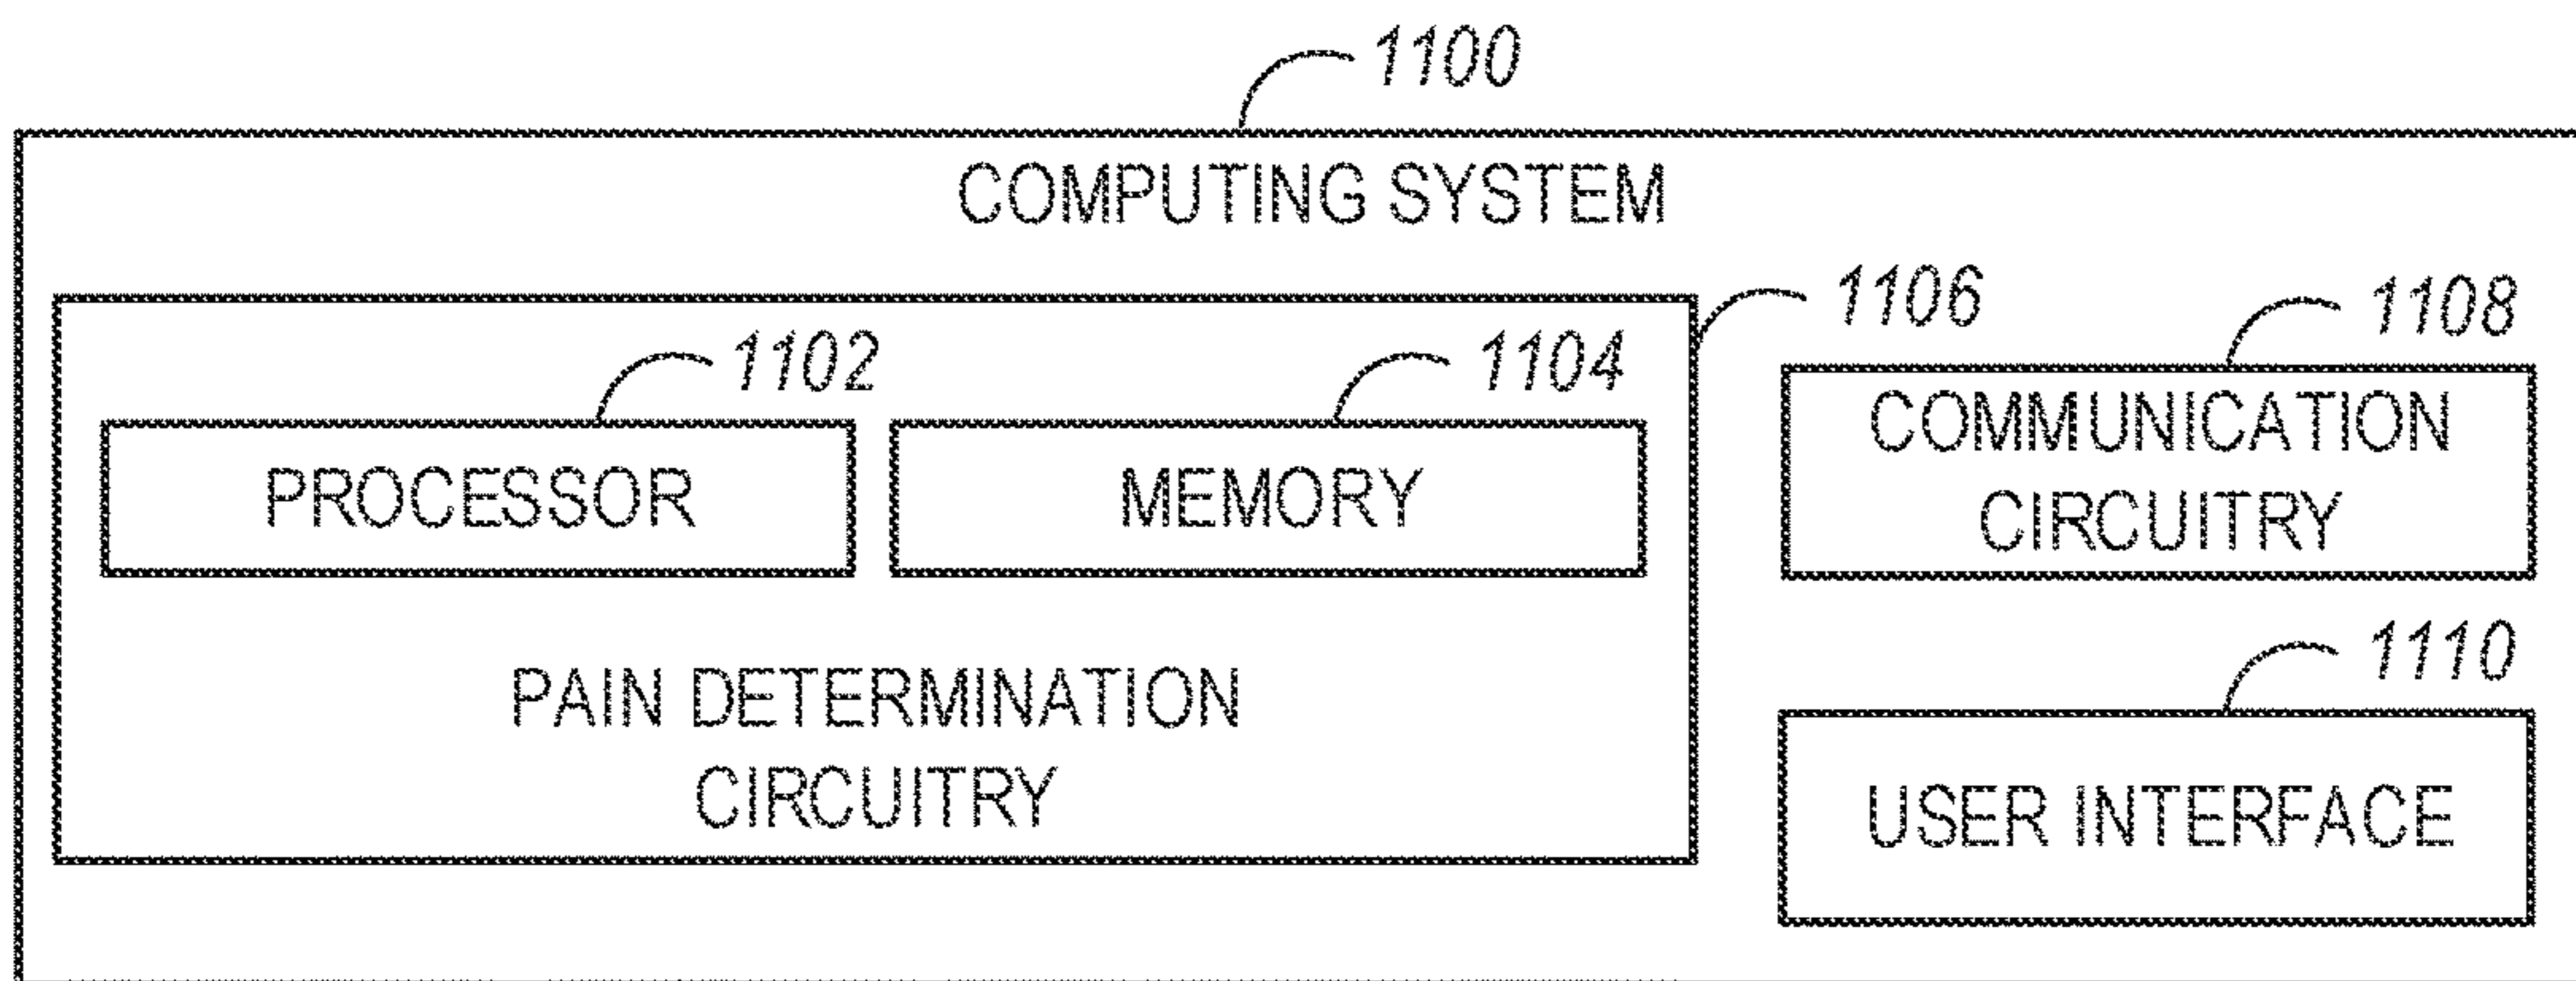 1100
COMPUTING SYSTEM
1106
1108
1102
1104
COMMUNICATION
CIRCUITRY
PROCESSOR
MEMORY
1110
PAIN DETERMINATION
CIRCUITRY
USER INTERFACE